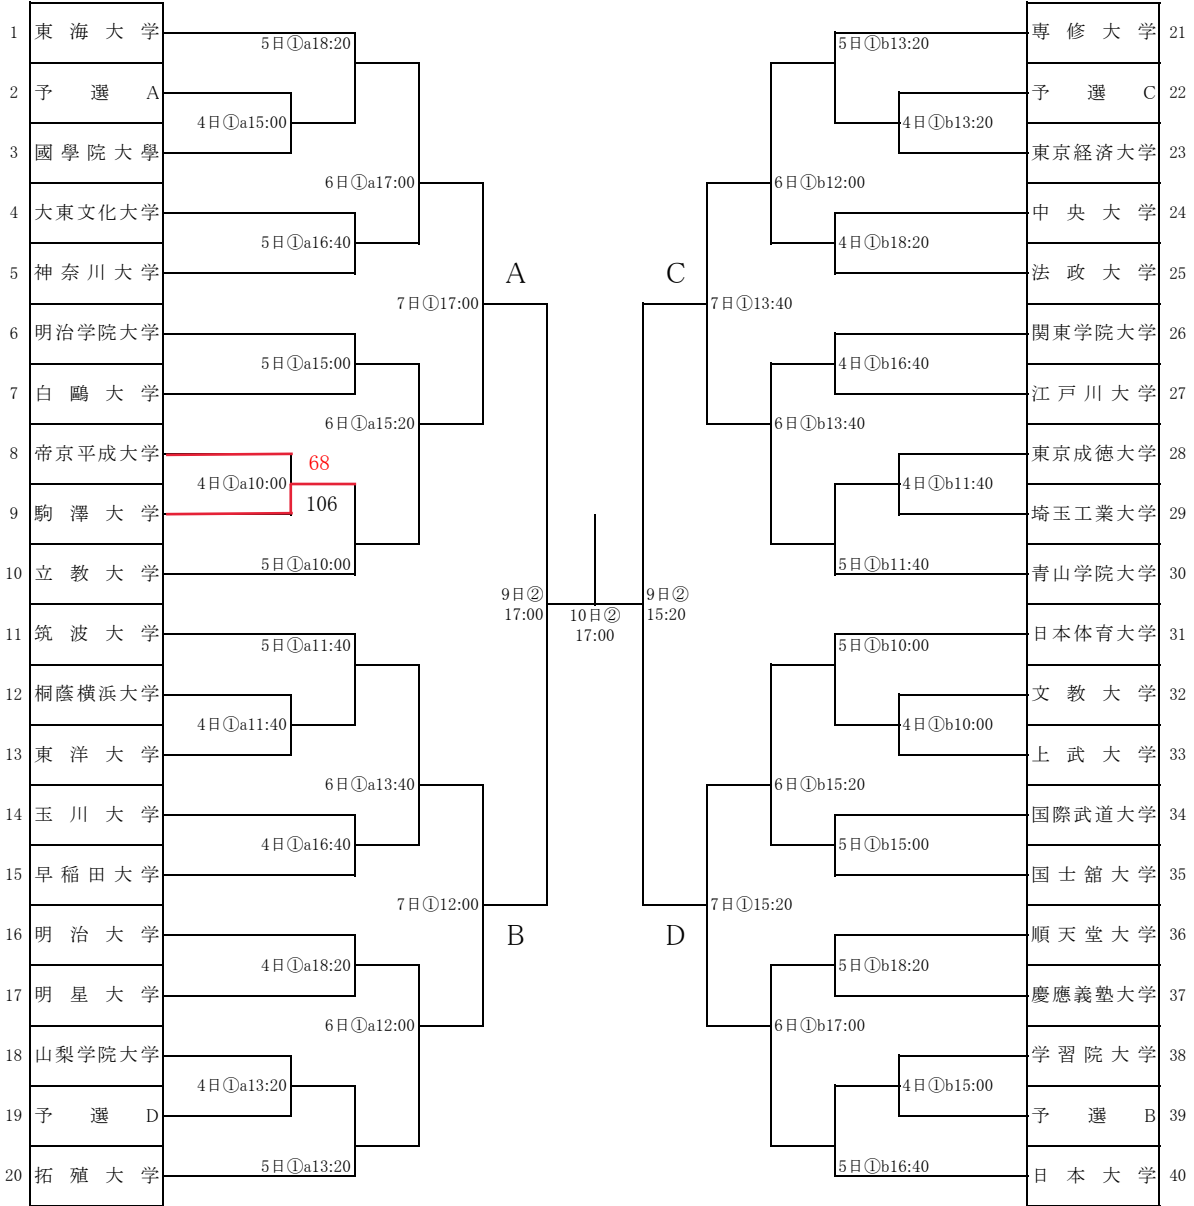 1 東海大学
5日①a18:20
2 予選A
4日①a15:00
3 國學院大學
6日①a17:00
4 大東文化大学
5日①a16:40
5 神奈川大学
A
7日①17:00
6 明治学院大学
5日①a15:00
7 白鷗大学
6日①a15:20
8 帝京平成大学
68
4日①a10:00
106
9 駒澤大学
5日①a10:00
10 立教大学
9日②
17:00
11 筑波大学
5日①a11:40
12 桐蔭横浜大学
4日①a11:40
13 東洋大学
6日①a13:40
14 玉川大学
4日①a16:40
15 早稲田大学
7日①12:00
B
16 明治大学
4日①a18:20
17 明星大学
6日①a12:00
18 山梨学院大学
4日①a13:20
19 予選D
5日①a13:20
20 拓殖大学
10日②
17:00
専修大学 21
5日①b13:20
予選C 22
4日①b13:20
東京経済大学 23
6日①b12:00
中央大学 24
4日①b18:20
法政大学 25
C
7日①13:40
関東学院大学 26
4日①b16:40
江戸川大学 27
6日①b13:40
東京成徳大学 28
4日①b11:40
埼玉工業大学 29
5日①b11:40
青山学院大学 30
9日②
15:20
日本体育大学 31
5日①b10:00
文教大学 32
4日①b10:00
上武大学 33
6日①b15:20
国際武道大学 34
5日①b15:00
国士舘大学 35
7日①15:20
D
順天堂大学 36
5日①b18:20
慶應義塾大学 37
6日①b17:00
学習院大学 38
4日①b15:00
予選B 39
5日①b16:40
日本大学 40